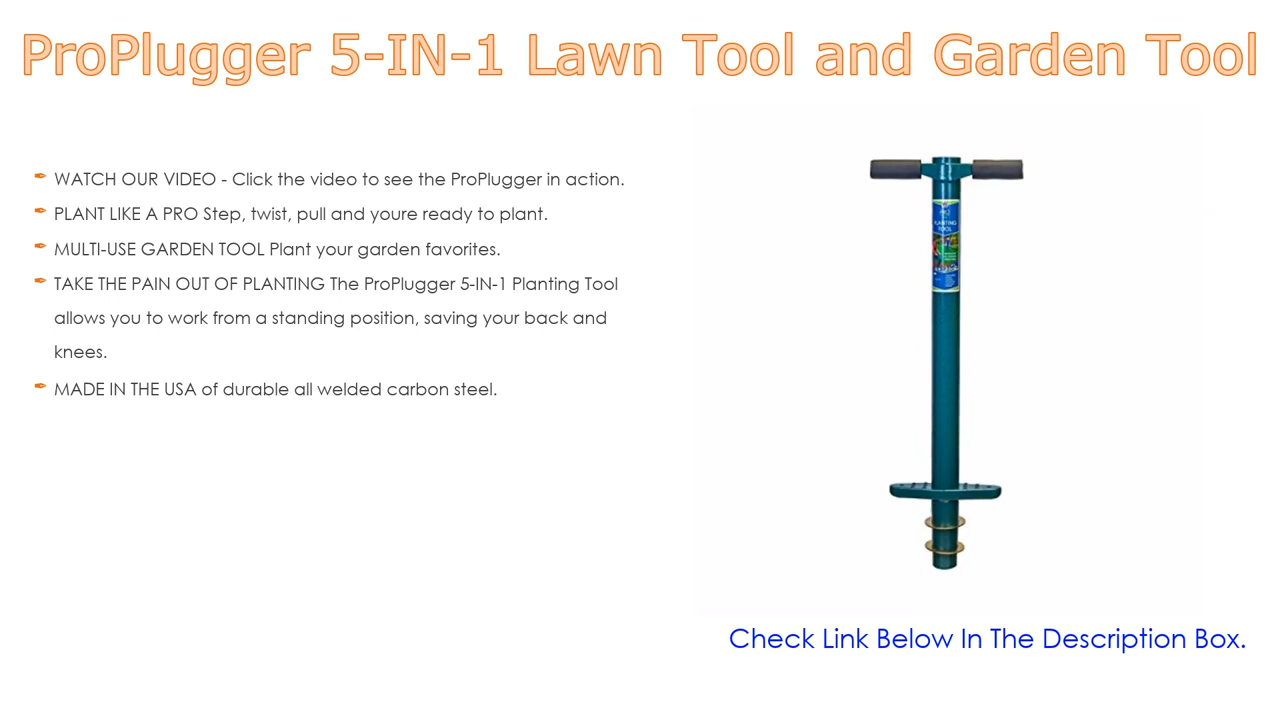 ProPlugger 5-IN-1 Lawn Tool and Garden Tool
WATCH OUR VIDEO - Click the video to see the ProPlugger in action.
PLANT LIKE A PRO Step, twist, pull and youre ready to plant.
MULTI-USE GARDEN TOOL Plant your garden favorites.
TAKE THE PAIN OUT OF PLANTING The ProPlugger 5-IN-1 Planting Tool
allows you to work from a standing position, saving your back and
knees.
MADE IN THE USA of durable all welded carbon steel.
PLANTING
TOOL
Check Link Below In The Description Box.